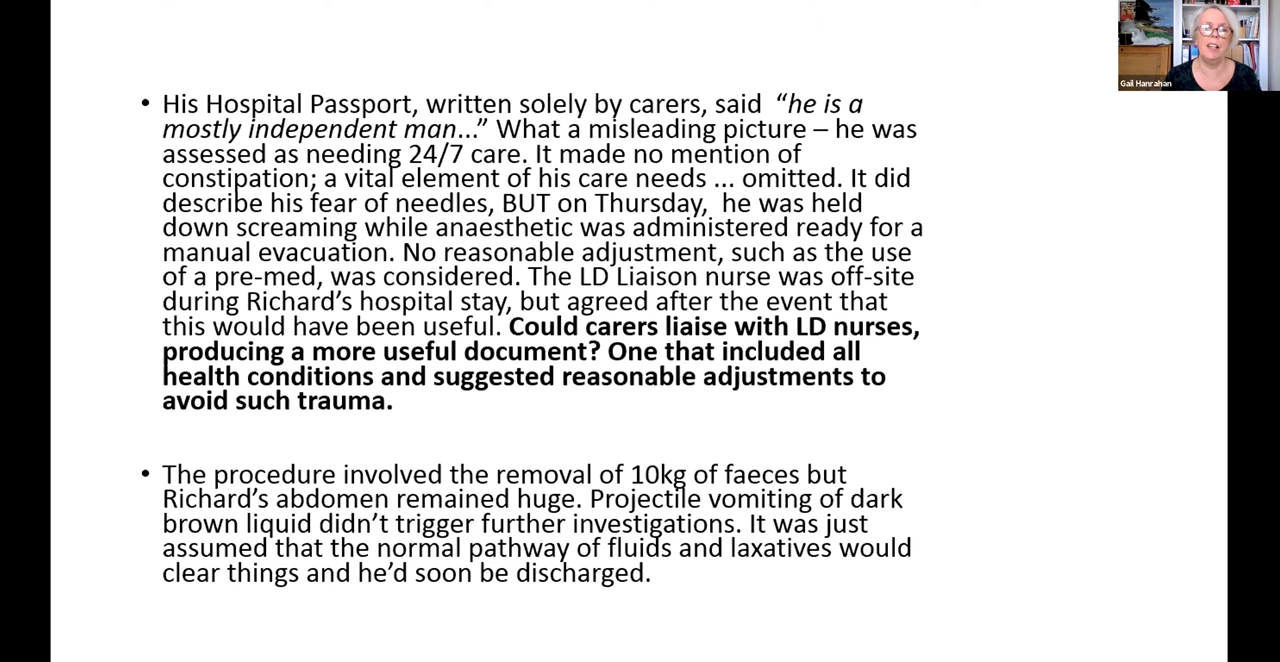 Gail Hanrahan
• His Hospital Passport, written solely by carers, said “he is a
mostly independent man...” What a misleading picture – he was
assessed as needing 24/7 care. It made no mention of
constipation; a vital element of his care needs ... omitted. It did
describe his fear of needles, BUT on Thursday, he was held
down screaming while anaesthetic was administered ready for a
manual evacuation. No reasonable adjustment, such as the use
of a pre-med, was considered. The LD Liaison nurse was off-site
during Richard’s hospital stay, but agreed after the event that
this would have been useful. Could carers liaise with LD nurses,
producing a more useful document? One that included all
health conditions and suggested reasonable adjustments to
avoid such trauma.
• The procedure involved the removal of 10kg of faeces but
Richard’s abdomen remained huge. Projectile vomiting of dark
brown liquid didn’t trigger further investigations. It was just
assumed that the normal pathway of fluids and laxatives would
clear things and he’d soon be discharged.